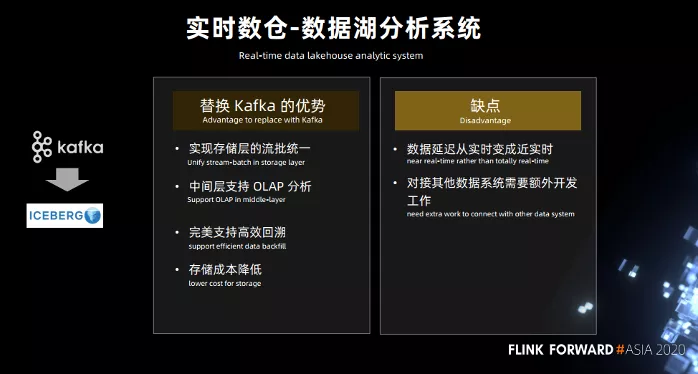 实时数仓-数据湖分析系统
Real-time data lakehouse analytic system
kafka
ICEBERG
替换 Kafka 的优势
Advantage to replace with Kafka
• 实现存储层的流批统一
Unify stream-batch in storage layer
• 中间层支持 OLAP 分析
Support OLAP in middle-layer
• 完美支持高效回溯
support efficient data backfill
• 存储成本降低
lower cost for storage
缺点
Disadvantage
• 数据延迟从实时变成近实时
near real-time rather than totally real-time
• 对接其他数据系统需要额外开发
工作
need extra work to connect with other data system
FLINK FORWARD #ASIA 2020